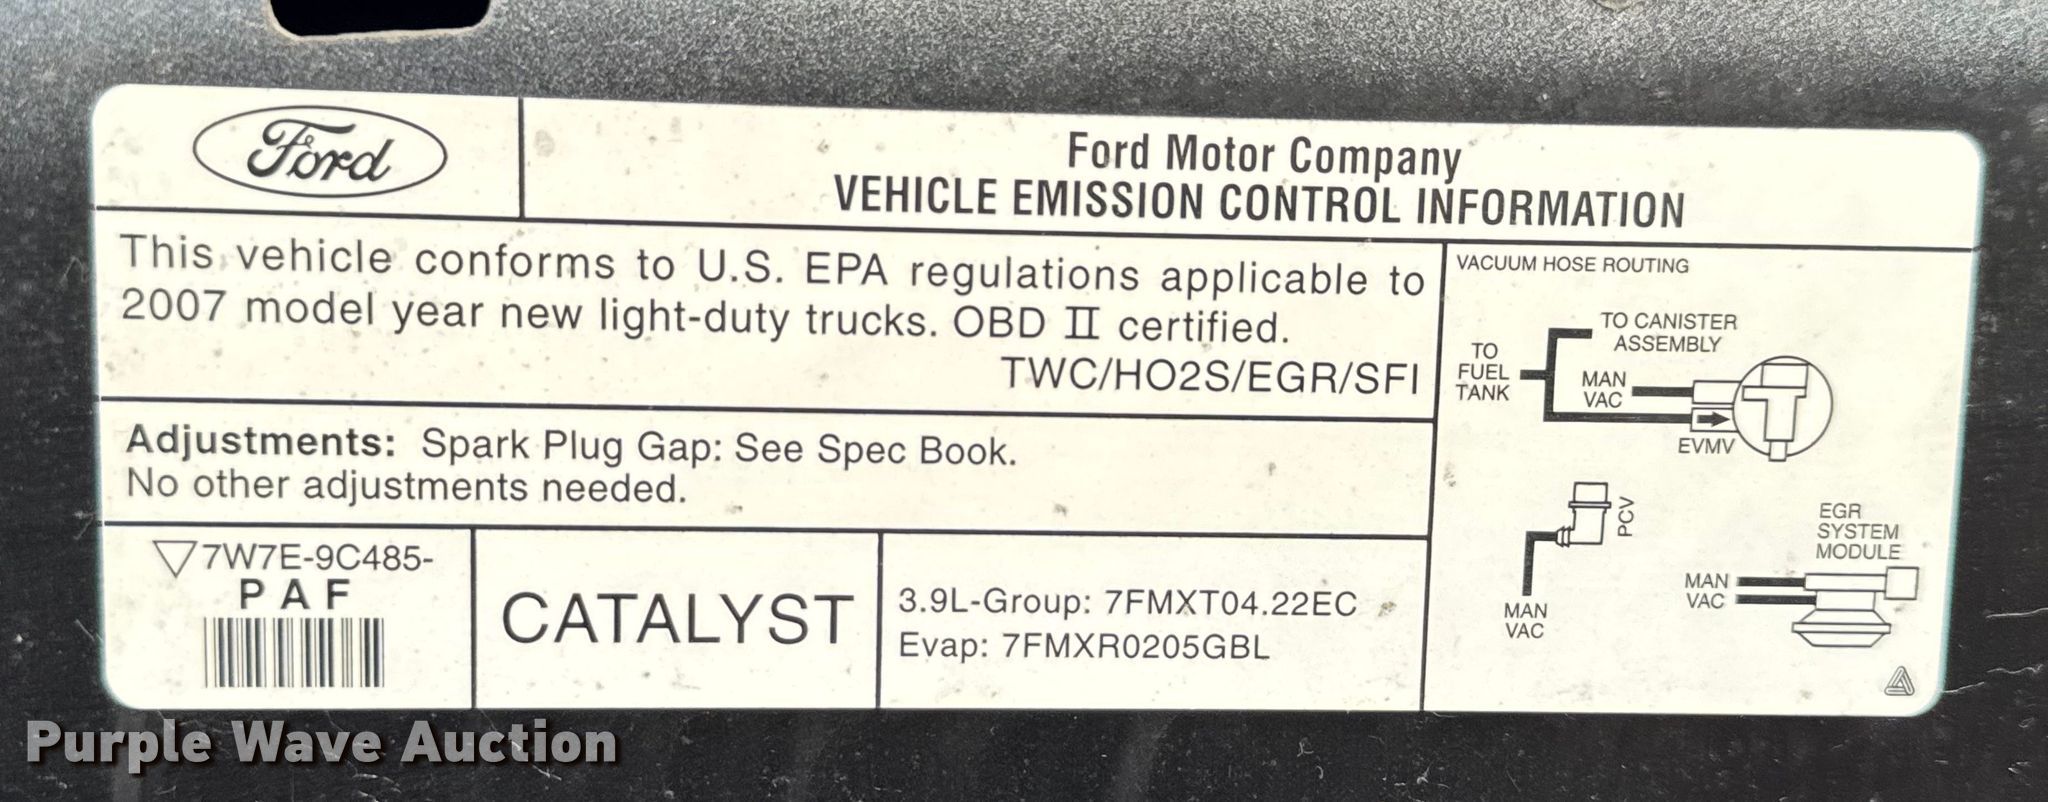 Ford
Ford Motor Company
VEHICLE EMISSION CONTROL INFORMATION
This vehicle conforms to U.S. EPA regulations applicable to
2007 model year new light-duty trucks. OBD II certified.
TWC/HO2S/EGR/SFI
Adjustments: Spark Plug Gap: See Spec Book.
No other adjustments needed.
7W7E-9C485-
PAF
CATALYST
3.9L-Group: 7FMXT04.22EC
Evap: 7FMXR0205GBL
VACUUM HOSE ROUTING
TO CANISTER
ASSEMBLY
TO
FUEL
TANK
MAN
VAC
EVMV
PCV
MAN
VAC
EGR
SYSTEM
MODULE
MAN
VAC
Purple Wave Auction